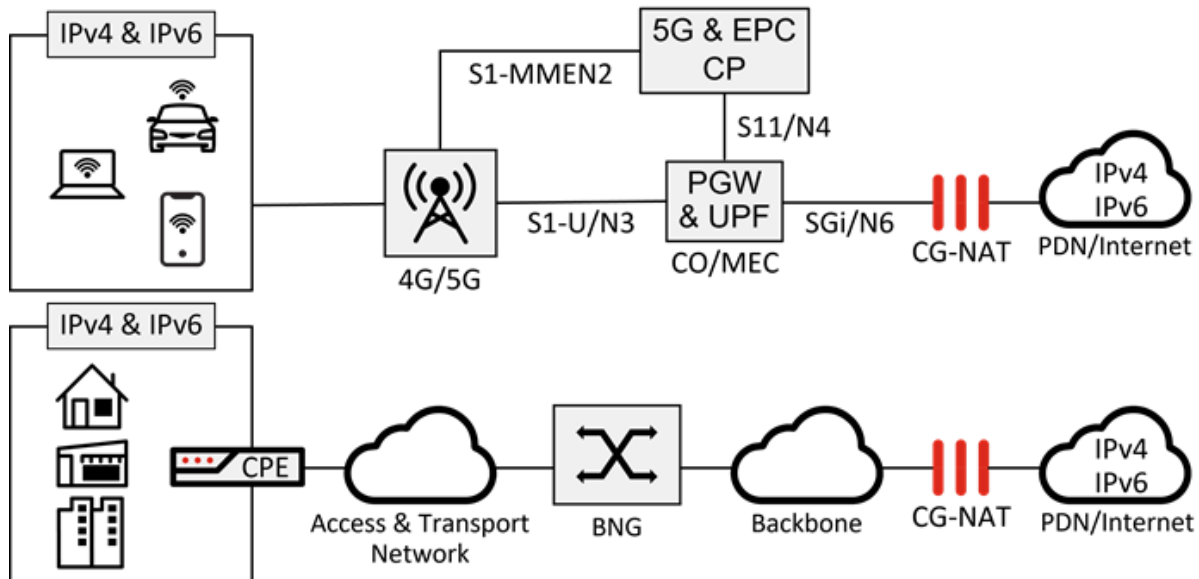 IPv4 & IPv6
5G & EPC
CP
S1-MMEN2
S11/N4
PGW
& UPF
IPv4
IPv6
S1-U/N3
SGi/N6
CG-NAT
PDN/Internet
4G/5G
CO/MEC
IPv4 & IPv6
CPE
IPv4
IPv6
Access & Transport
Network
BNG
Backbone
CG-NAT
PDN/Internet